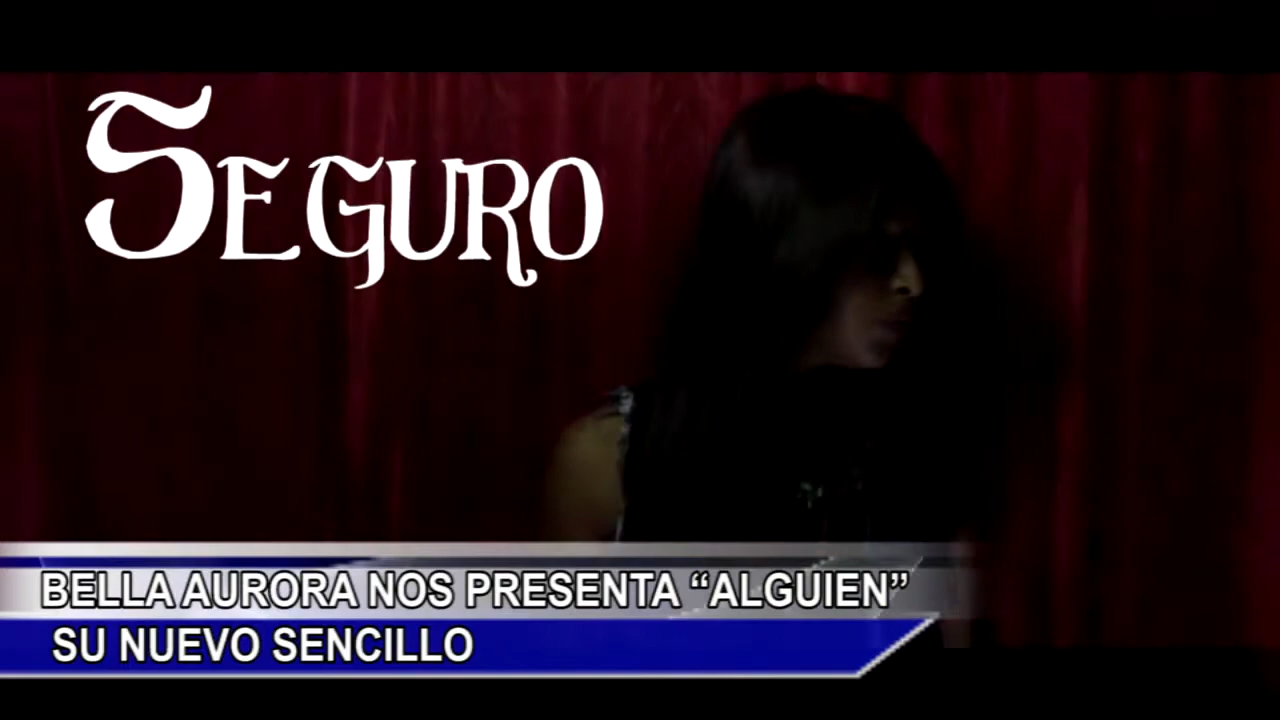 SEGURO
BELLA AURORA NOS PRESENTA “ALGUIEN”
SU NUEVO SENCILLO